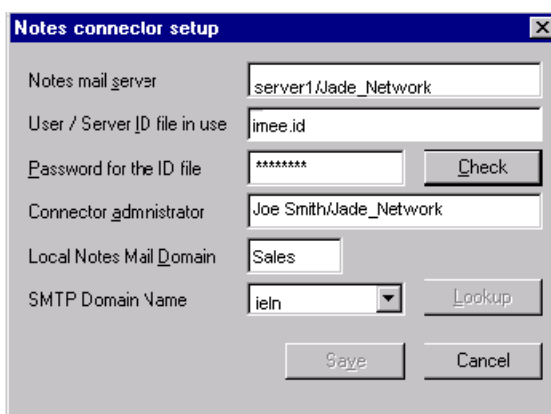 Notes connector setup
Notes mail server server1/Jade_Network
User / Server ID file in use imee.id
Password for the ID file ******** Check
Connector admnistrator Joe Smith/Jade_Network
Local Notes Mail Domain Sales
SMTP Domain Name ieln Lookup
Save Cancel